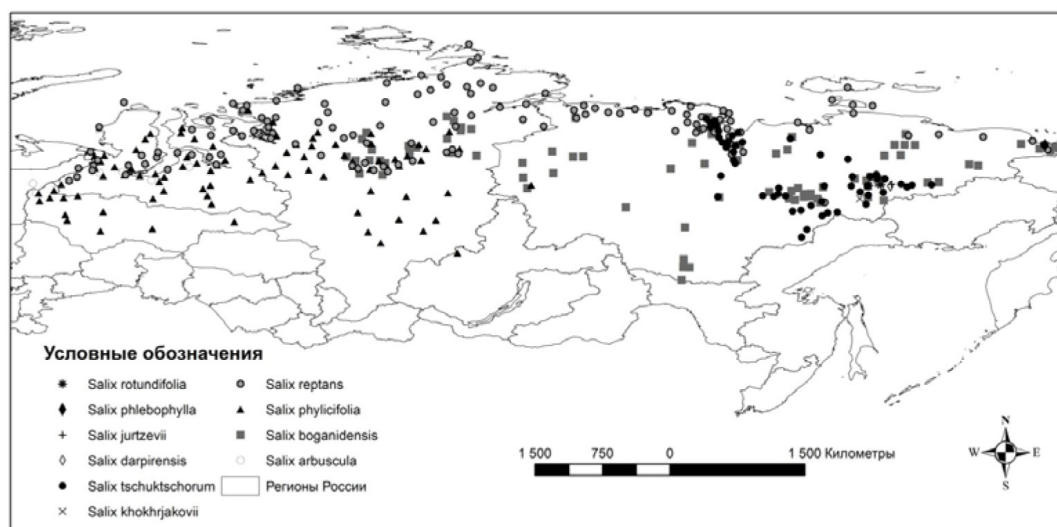 Условные обозначения
Salix rotundifolia
Salix phlebophylla
Salix jurtzevii
Salix darpirensis
Salix tschuktschorum
Salix khokhrjakovii
Salix reptans
Salix phylicifolia
Salix boganidensis
Salix arbuscula
Регионы России
1 500 750 0 1 500 Километры
N
W E
S